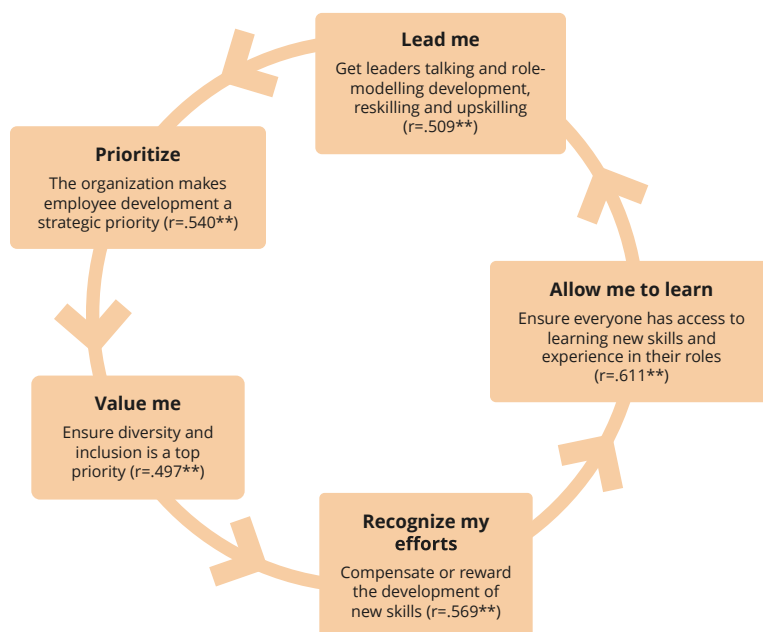 Lead me
Get leaders talking and role-
modelling development,
reskilling and upskilling
(r=.509**)
Prioritize
The organization makes
employee development a
strategic priority (r=.540**)
Allow me to learn
Ensure everyone has access to
learning new skills and
experience in their roles
(r=.611**)
Value me
Ensure diversity and
inclusion is a top
priority (r=.497**)
Recognize my
efforts
Compensate or reward
the development of
new skills (r=.569**)